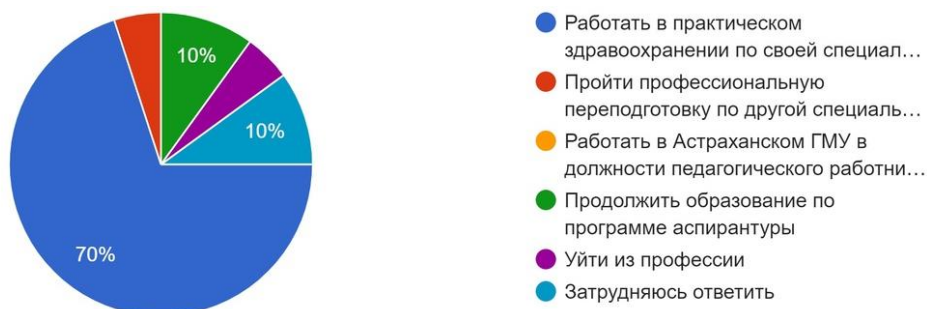 10%
10%
70%
Работать в практическом
здравоохранении по своей специал…
Пройти профессиональную
переподготовку по другой специаль…
Работать в Астраханском ГМУ в
должности педагогического работни…
Продолжить образование по
программе аспирантуры
Уйти из профессии
Затрудняюсь ответить